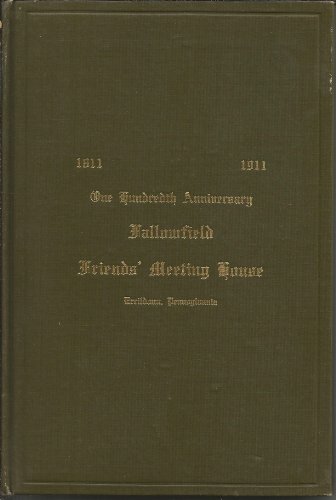 1811 1911
One Hundredth Anniversary
Fallowfield
Friends' Meeting House
Ercildoun, Pennsylvania